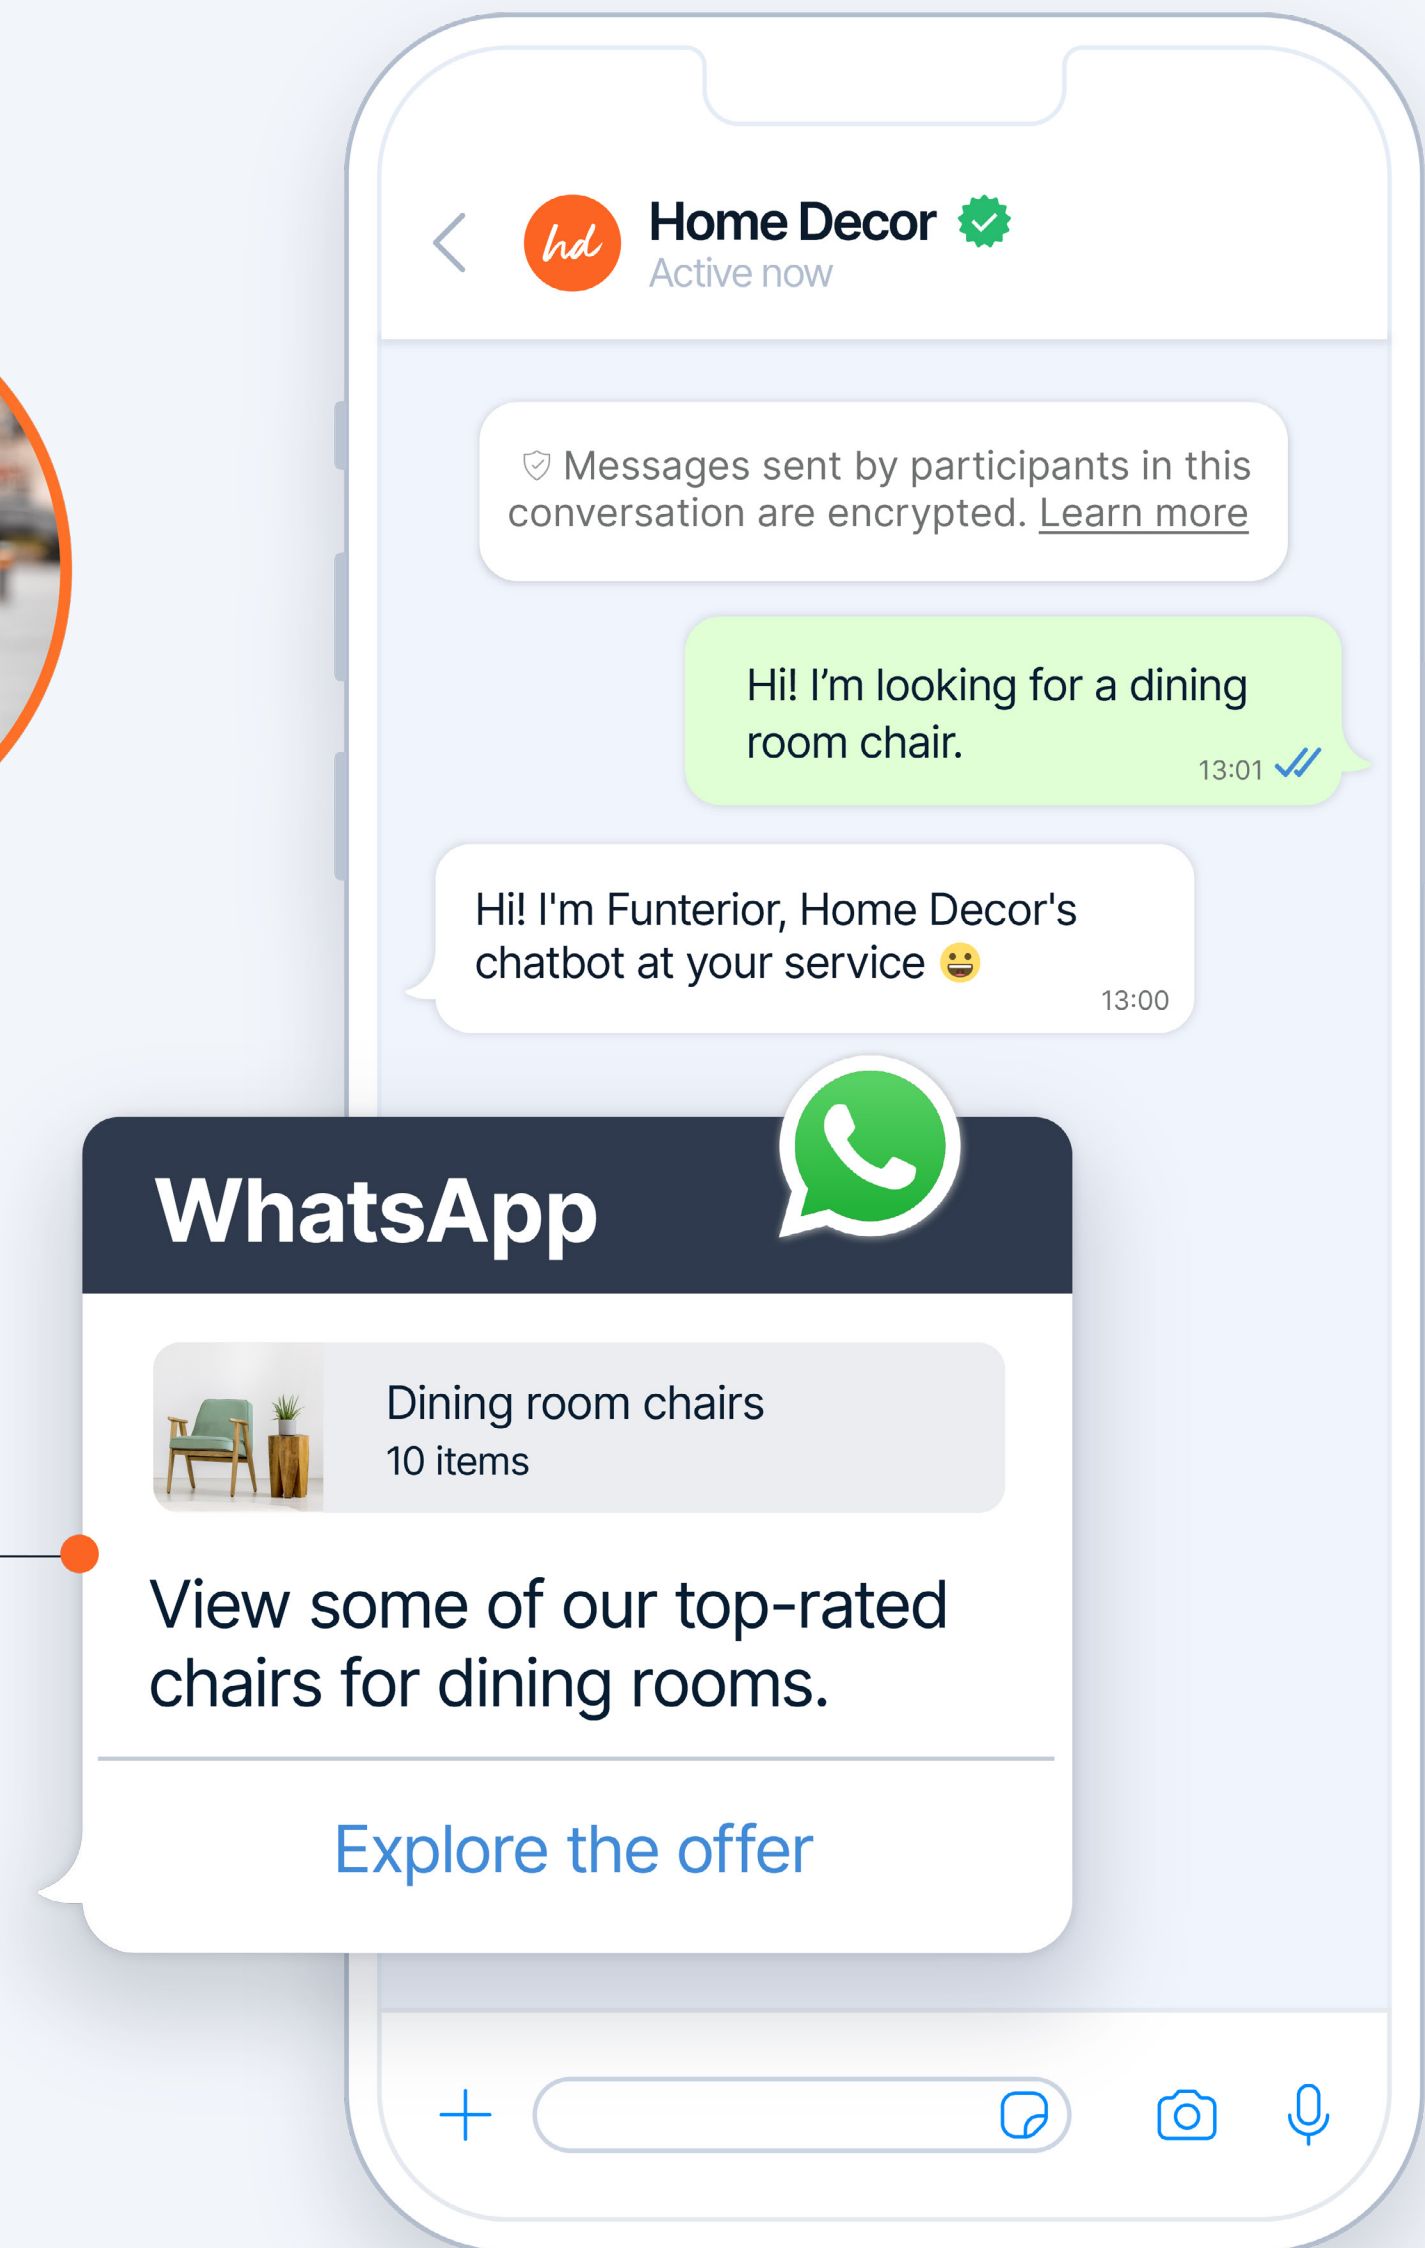 hd
Home Decor
Active now
Messages sent by participants in this
conversation are encrypted. Learn more
Hi! I'm looking for a dining
room chair.
13:01
Hi! I'm Funterior, Home Decor's
chatbot at your service 😀
13:00
WhatsApp
Dining room chairs
10 items
View some of our top-rated
chairs for dining rooms.
Explore the offer